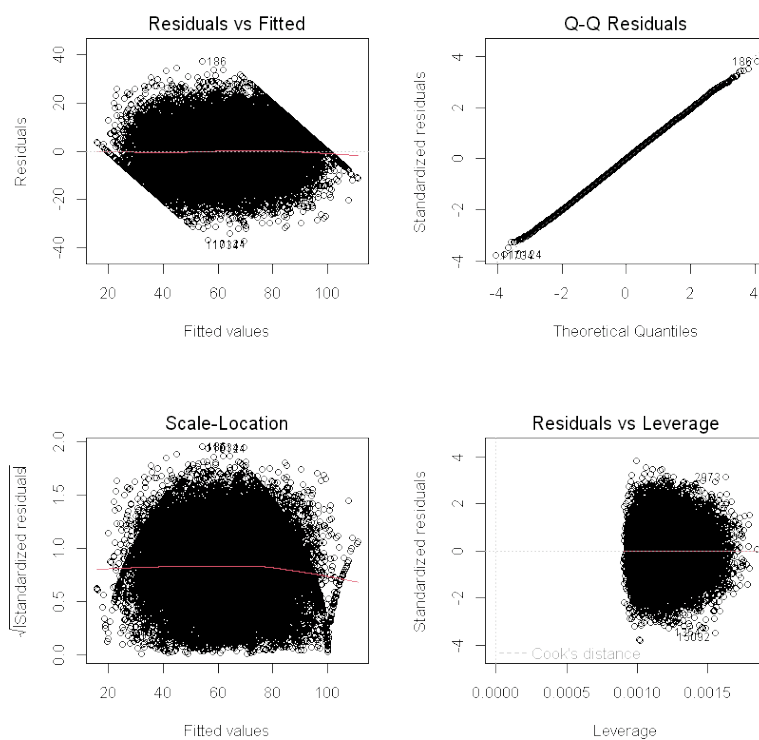 Residuals vs Fitted
Residuals
40
20
0
-20
-40
186
20 40 60 80 100
Fitted values
Q-Q Residuals
Standardized residuals
4
2
0
-2
-4
186
-4 -2 0 2 4
Theoretical Quantiles
Scale-Location
√|Standardized residuals|
2.0
1.5
1.0
0.5
0.0
20 40 60 80 100
Fitted values
Residuals vs Leverage
Standardized residuals
4
2
0
-2
-4
2973
Cook's distance
0.0000 0.0005 0.0010 0.0015
Leverage